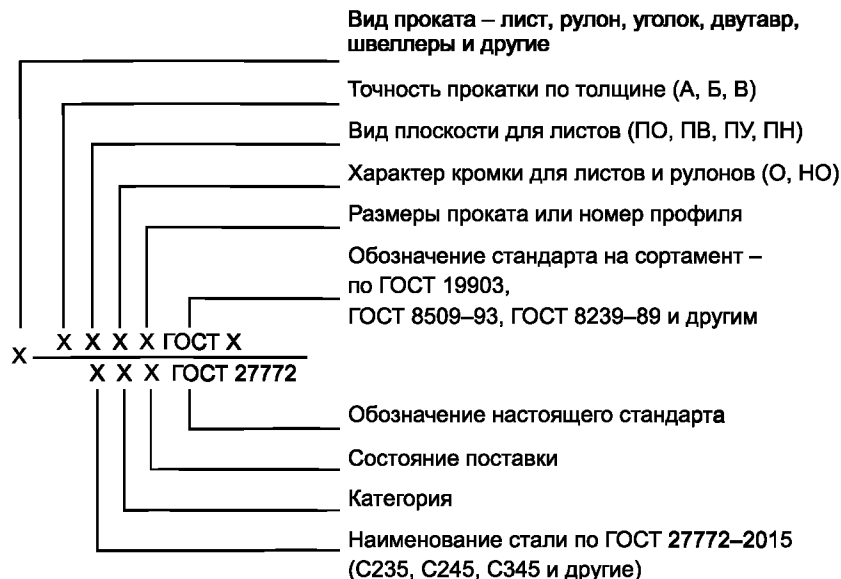 Вид проката – лист, рулон, уголок, двутавр,
швеллеры и другие
Точность прокатки по толщине (А, Б, В)
Вид плоскости для листов (ПО, ПВ, ПУ, ПН)
Характер кромки для листов и рулонов (О, НО)
Размеры проката или номер профиля
Обозначение стандарта на сортамент –
по ГОСТ 19903,
ГОСТ 8509–93, ГОСТ 8239–89 и другим
Х Х Х Х ГОСТ Х
Х
Х Х Х ГОСТ 27772
Обозначение настоящего стандарта
Состояние поставки
Категория
Наименование стали по ГОСТ 27772–2015
(С235, С245, С345 и другие)